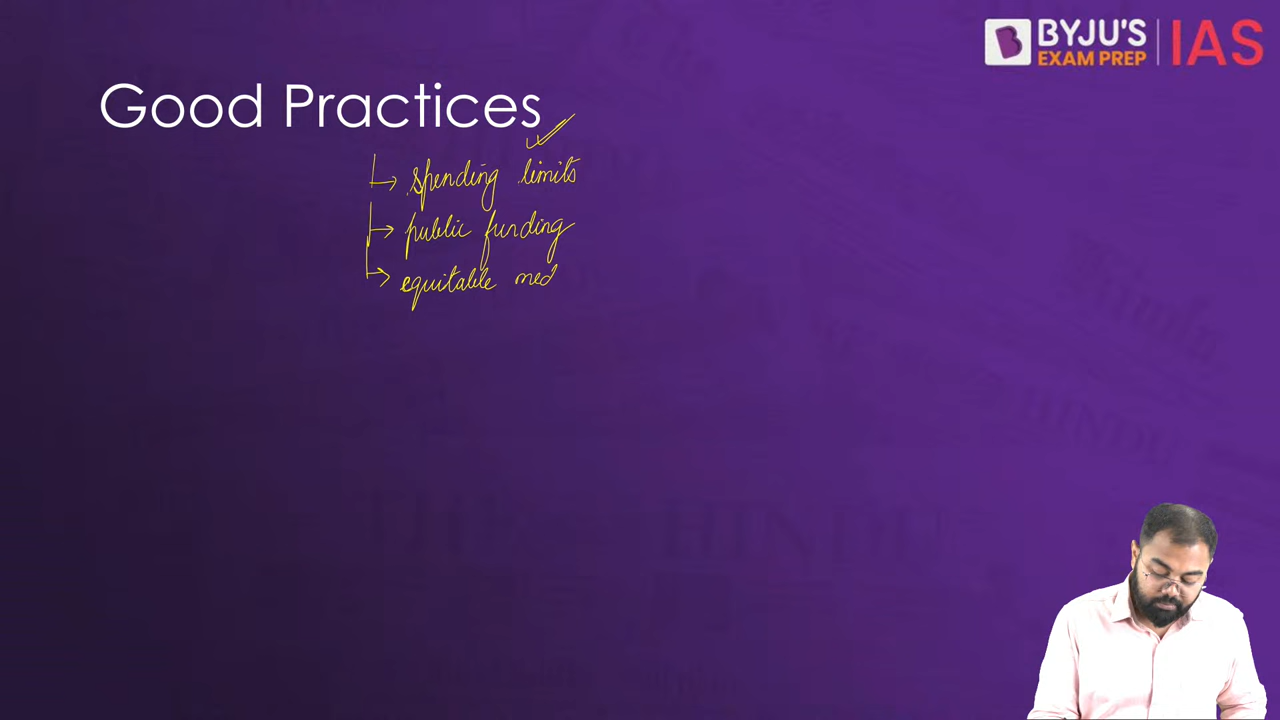 BYJU'S
EXAM PREP
IAS
Good Practices
spending limits
public funding
equitable med